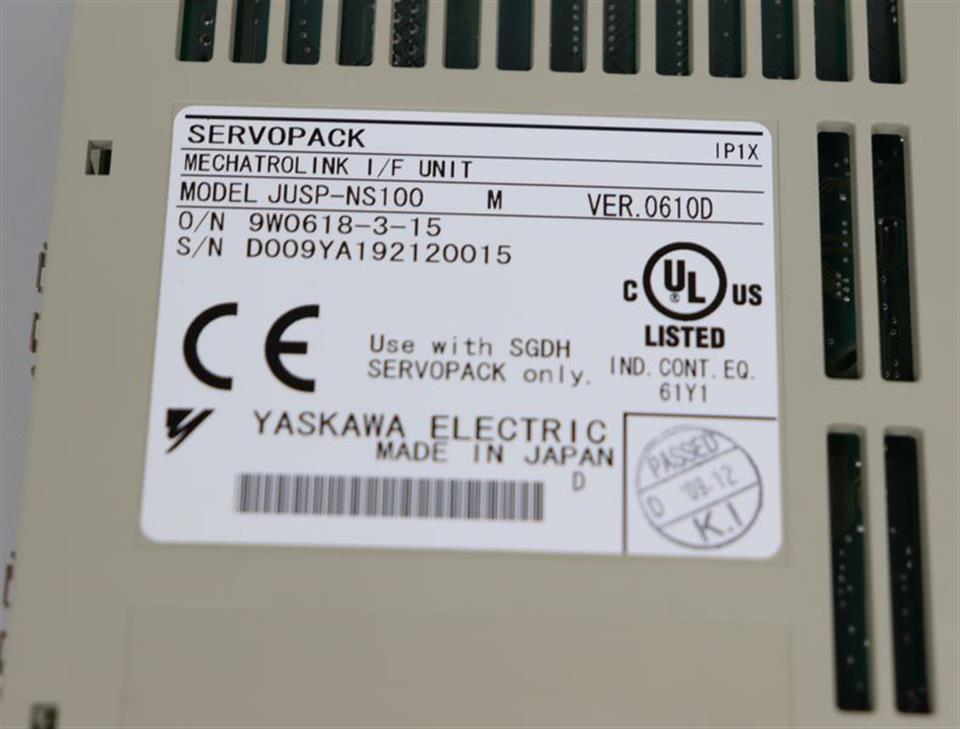 SERVOPACK IP1X
MECHATROLINK I/F UNIT
MODEL JUSP-NS100 M VER.0610D
O/N 9W0618-3-15
S/N D009YA192120015
CE
Use with SGDH
SERVOPACK only.
C UL ® US
LISTED
IND. CONT. EQ.
61Y1
YASKAWA ELECTRIC
MADE IN JAPAN
D
PASSED
D '09.12
K.I